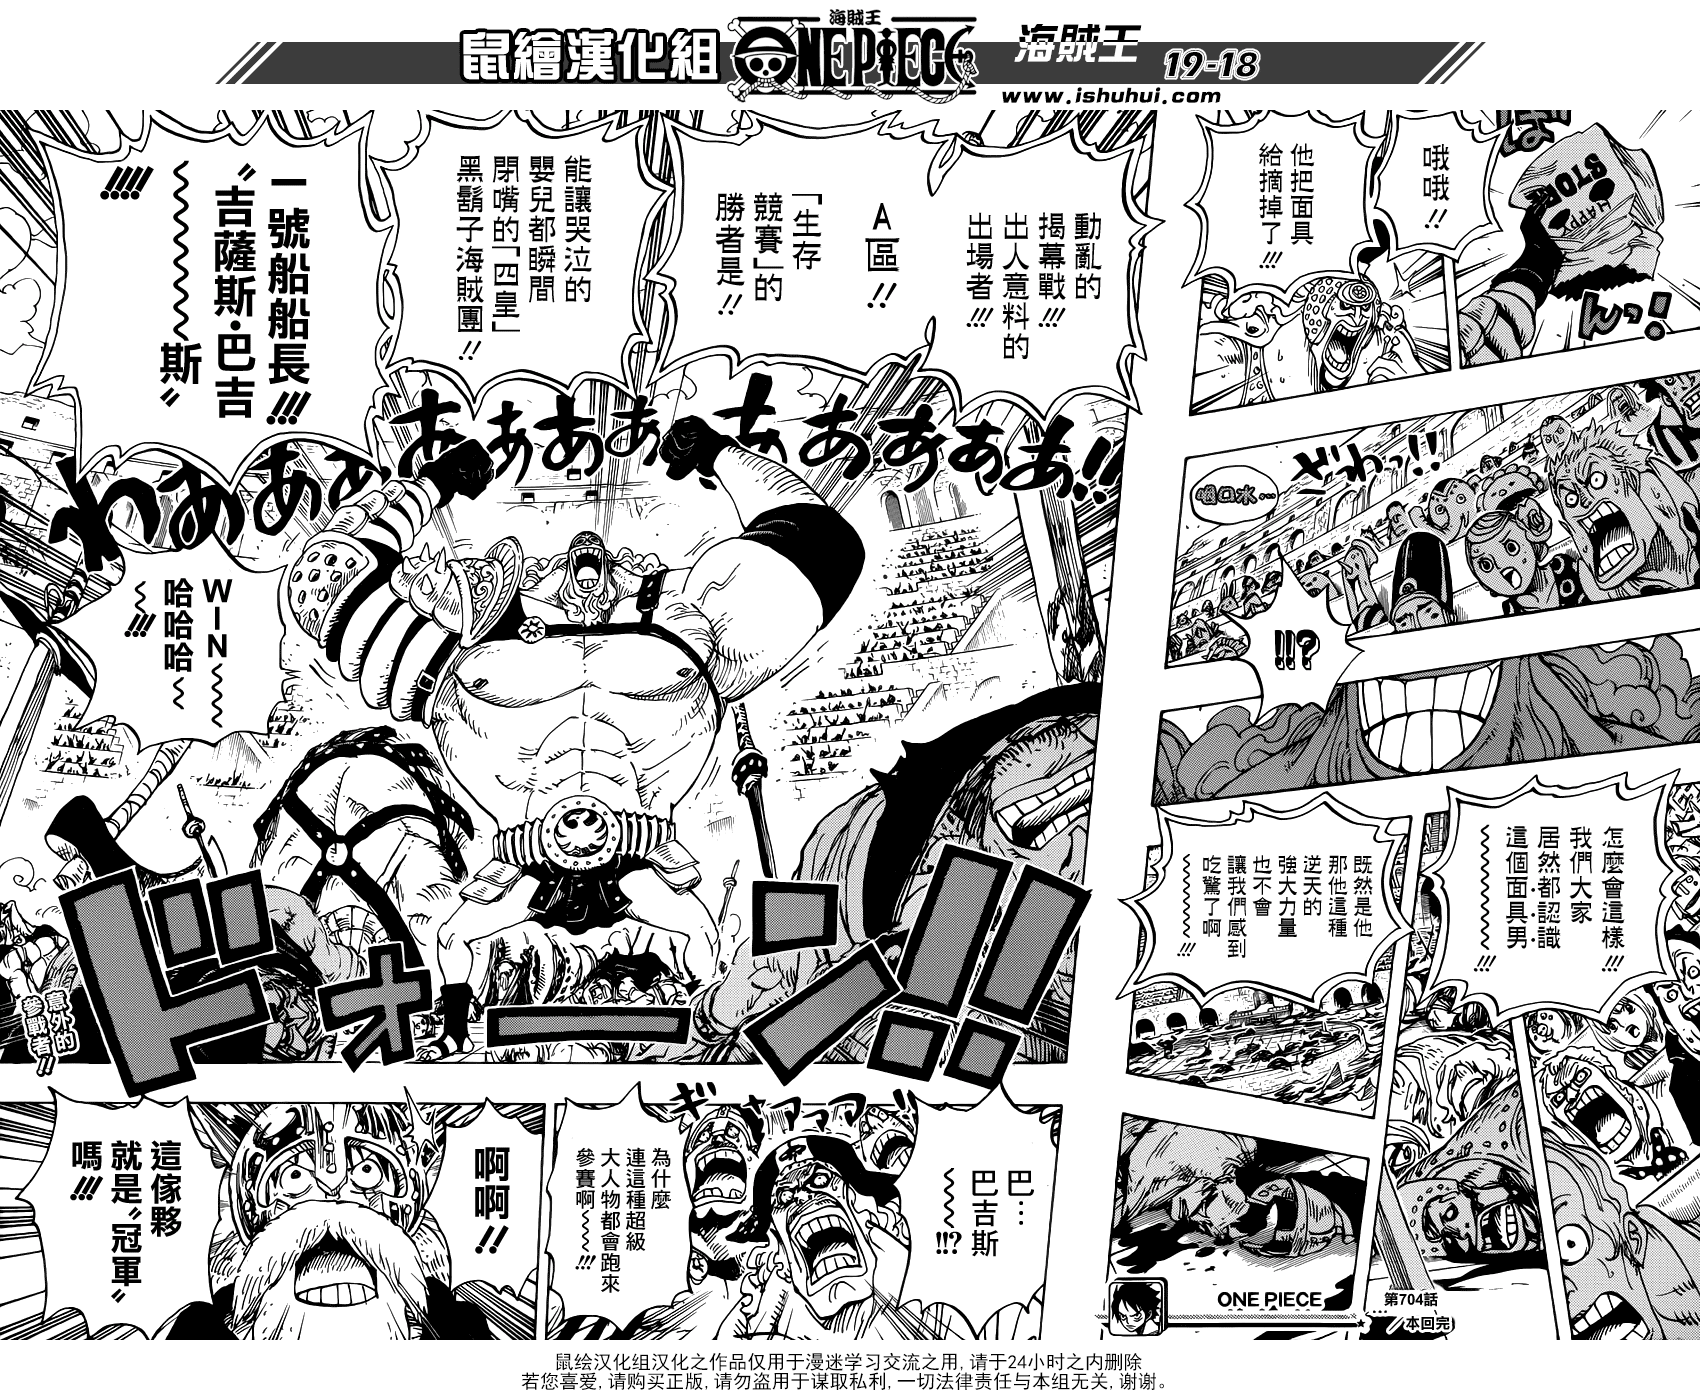 鼠繪漢化組
海賊王
ONE PIECE
海賊王
19-18
www.ishuhui.com
STORE
HAPPY
ぼ
んっ!
哦
哦!!
他把面具
給摘掉了!!!
ざわっ!!
嗝口水…
!!?
怎麼會這樣!!!
我們大家
居然都認識
這個面具男
~~~!!!
既然是他
那他這種
逆天的
強大力量
也不會
讓我們感到
吃驚了啊
~~~!!!
動亂的
揭幕戰!!!
出人意料的
出場者!!!
A區!!
「生存
競賽」的
勝者是!!
能讓哭泣的
嬰兒都瞬間
閉嘴的「四皇」
黑鬍子海賊團!!
一號船船長!!!
〝吉薩斯·巴吉
~~~斯〞
!!!!
わあああああああああああああ!!
WIN~~~
哈哈哈~
~!!!
ドォーン!!
意外的
參戰者!!
巴…
巴吉斯
~~!!?
ギャアアア!!
為什麼
連這種超級
大人物都會跑來
參賽啊~~!!!
啊啊!!
這傢夥
就是〝冠軍〞
嗎!!!
ONE PIECE
第704話
／本回完
鼠绘汉化组汉化之作品仅用于漫迷学习交流之用, 请于24小时之内删除
若您喜爱, 请购买正版, 请勿盗用于谋取私利, 一切法律责任与本组无关, 谢谢。